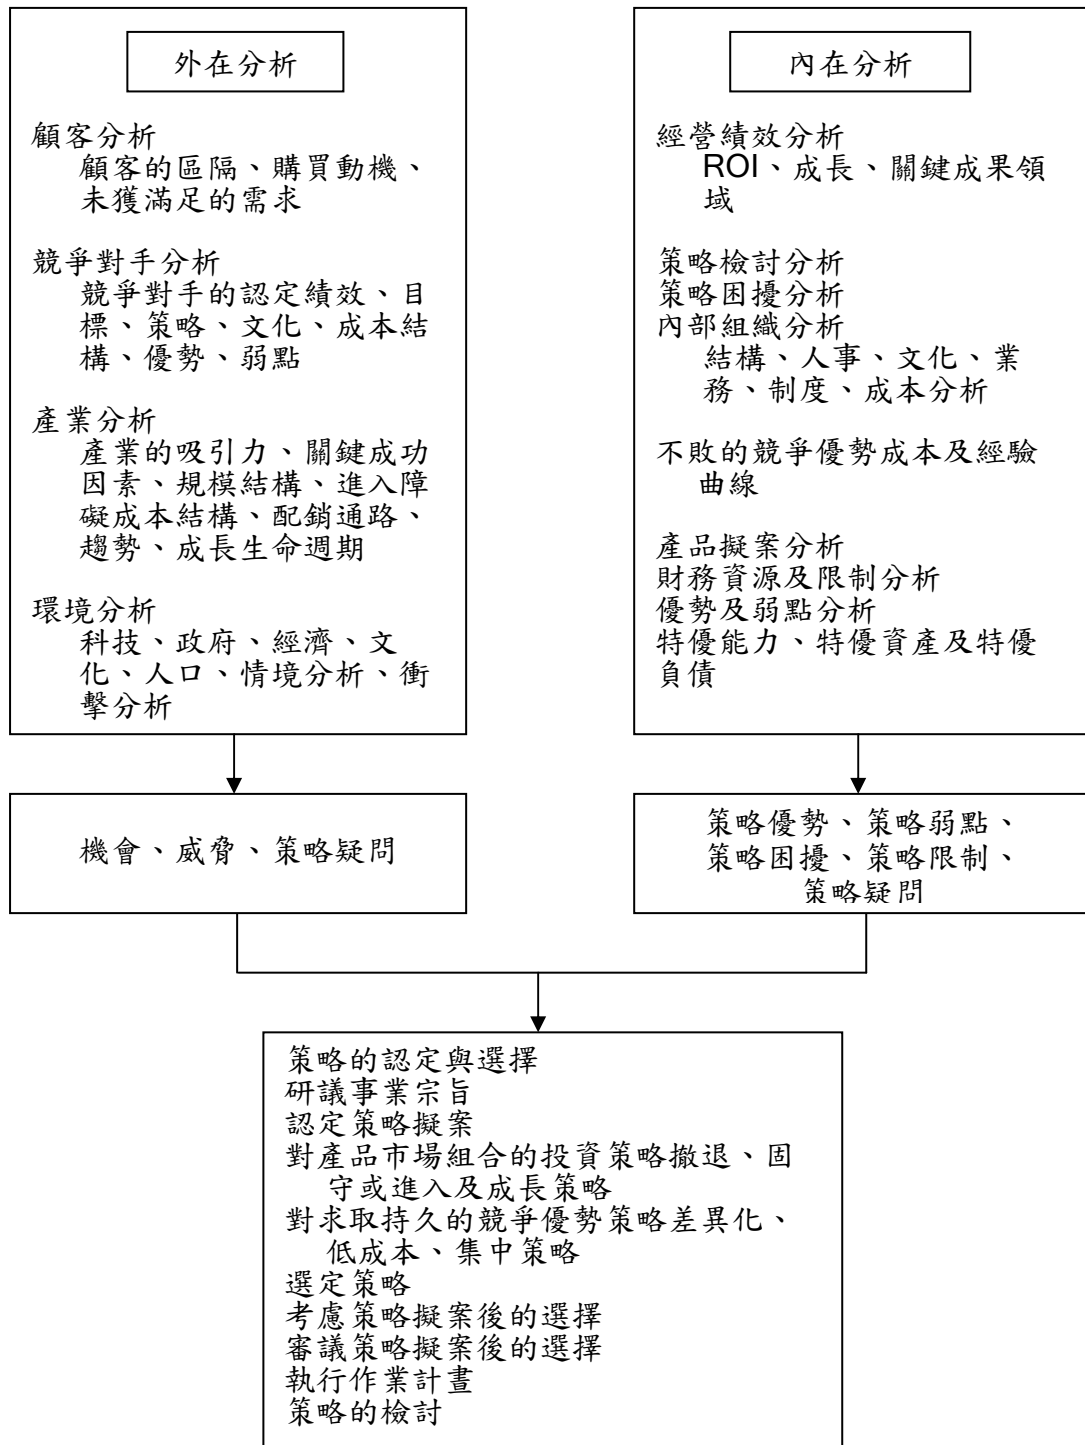 外在分析
顧客分析
顧客的區隔、購買動機、
未獲滿足的需求
競爭對手分析
競爭對手的認定績效、目
標、策略、文化、成本結
構、優勢、弱點
產業分析
產業的吸引力、關鍵成功
因素、規模結構、進入障
礙成本結構、配銷通路、
趨勢、成長生命週期
環境分析
科技、政府、經濟、文
化、人口、情境分析、衝
擊分析
內在分析
經營績效分析
ROI、成長、關鍵成果領
域
策略檢討分析
策略困擾分析
內部組織分析
結構、人事、文化、業
務、制度、成本分析
不敗的競爭優勢成本及經驗
曲線
產品擬案分析
財務資源及限制分析
優勢及弱點分析
特優能力、特優資產及特優
負債
機會、威脅、策略疑問
策略優勢、策略弱點、
策略困擾、策略限制、
策略疑問
策略的認定與選擇
研議事業宗旨
認定策略擬案
對產品市場組合的投資策略撤退、固
守或進入及成長策略
對求取持久的競爭優勢策略差異化、
低成本、集中策略
選定策略
考慮策略擬案後的選擇
審議策略擬案後的選擇
執行作業計畫
策略的檢討